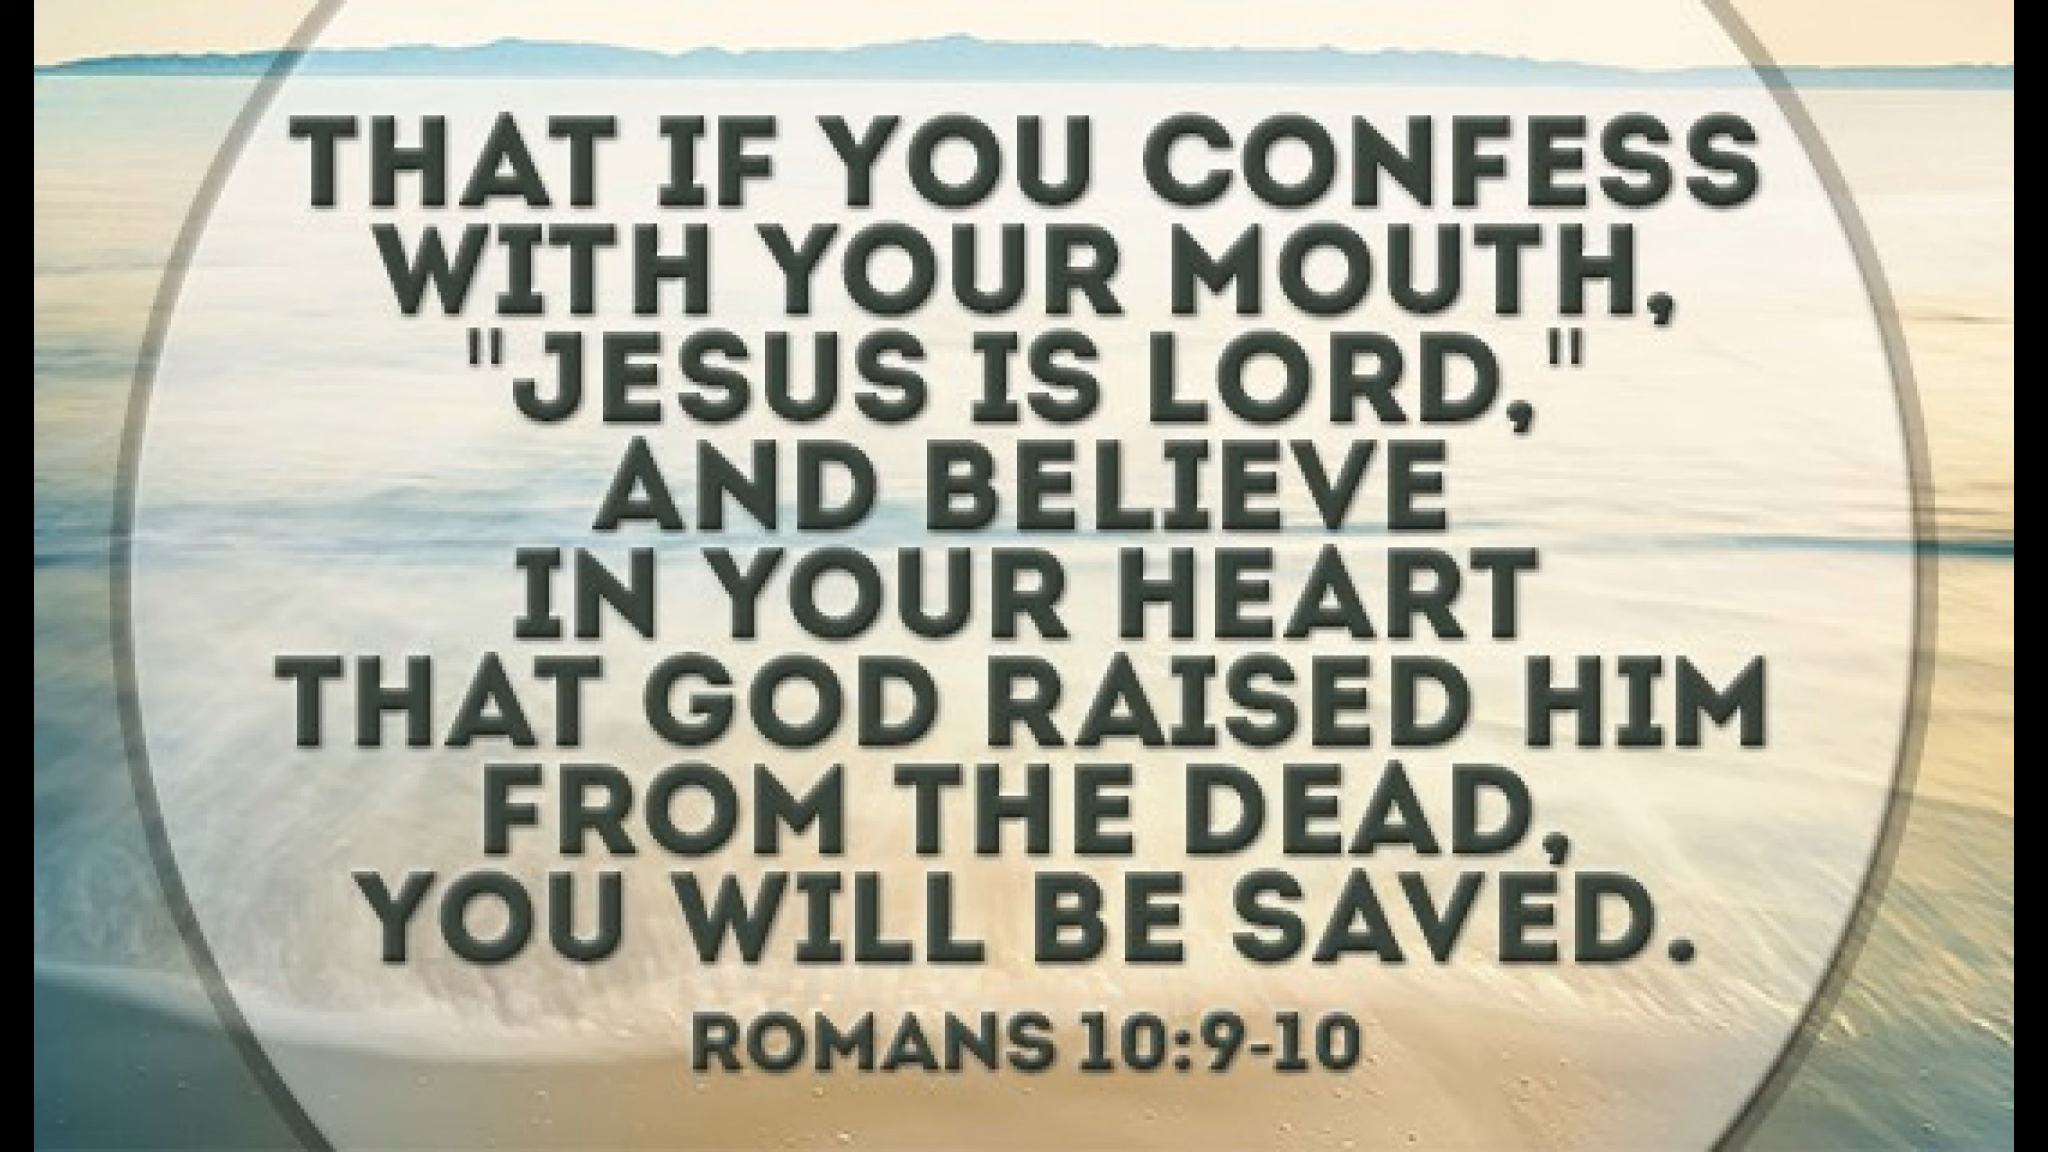 THAT IF YOU CONFESS
WITH YOUR MOUTH,
"JESUS IS LORD,"
AND BELIEVE
IN YOUR HEART
THAT GOD RAISED HIM
FROM THE DEAD,
YOU WILL BE SAVED.
ROMANS 10:9-10